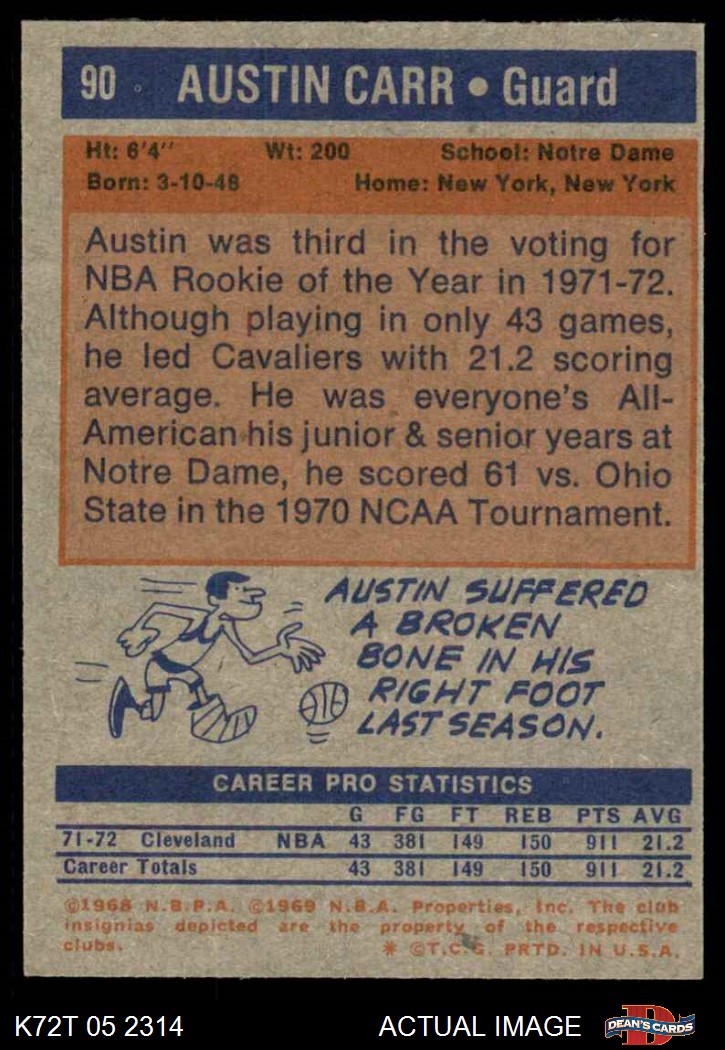 90 AUSTIN CARR • Guard
Ht: 6'4" Wt: 200 School: Notre Dame
Born: 3-10-48 Home: New York, New York
Austin was third in the voting for
NBA Rookie of the Year in 1971-72.
Although playing in only 43 games,
he led Cavaliers with 21.2 scoring
average. He was everyone's All-
American his junior & senior years at
Notre Dame, he scored 61 vs. Ohio
State in the 1970 NCAA Tournament.
AUSTIN SUFFERED
A BROKEN
BONE IN HIS
RIGHT FOOT
LAST SEASON.
CAREER PRO STATISTICS
G FG FT REB PTS AVG
71-72 Cleveland NBA 43 381 149 150 911 21.2
Career Totals 43 381 149 150 911 21.2
©1968 N.B.P.A. ©1969 N.B.A. Properties, Inc. The club
insignias depicted are the property of the respective
clubs. * ©T.C.G. PRTD. IN U.S.A.
K72T 05 2314 ACTUAL IMAGE D DEAN'S CARDS